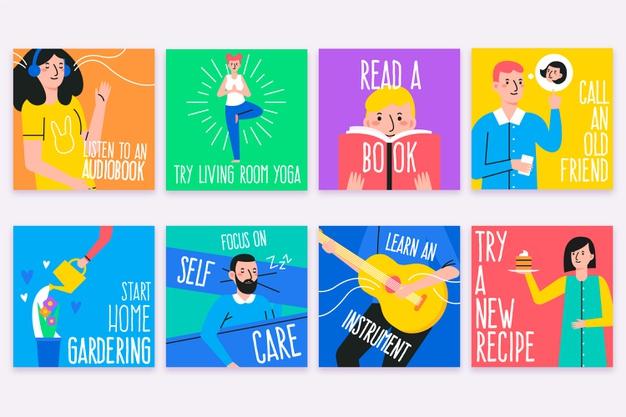 LISTEN TO AN
AUDIOBOOK
TRY LIVING ROOM YOGA
READ A
BOOK
CALL
AN
OLD
FRIEND
START
HOME
GARDERING
FOCUS ON
SELF
ZZZ
CARE
LEARN AN
INSTRUMENT
TRY
A
NEW
RECIPE